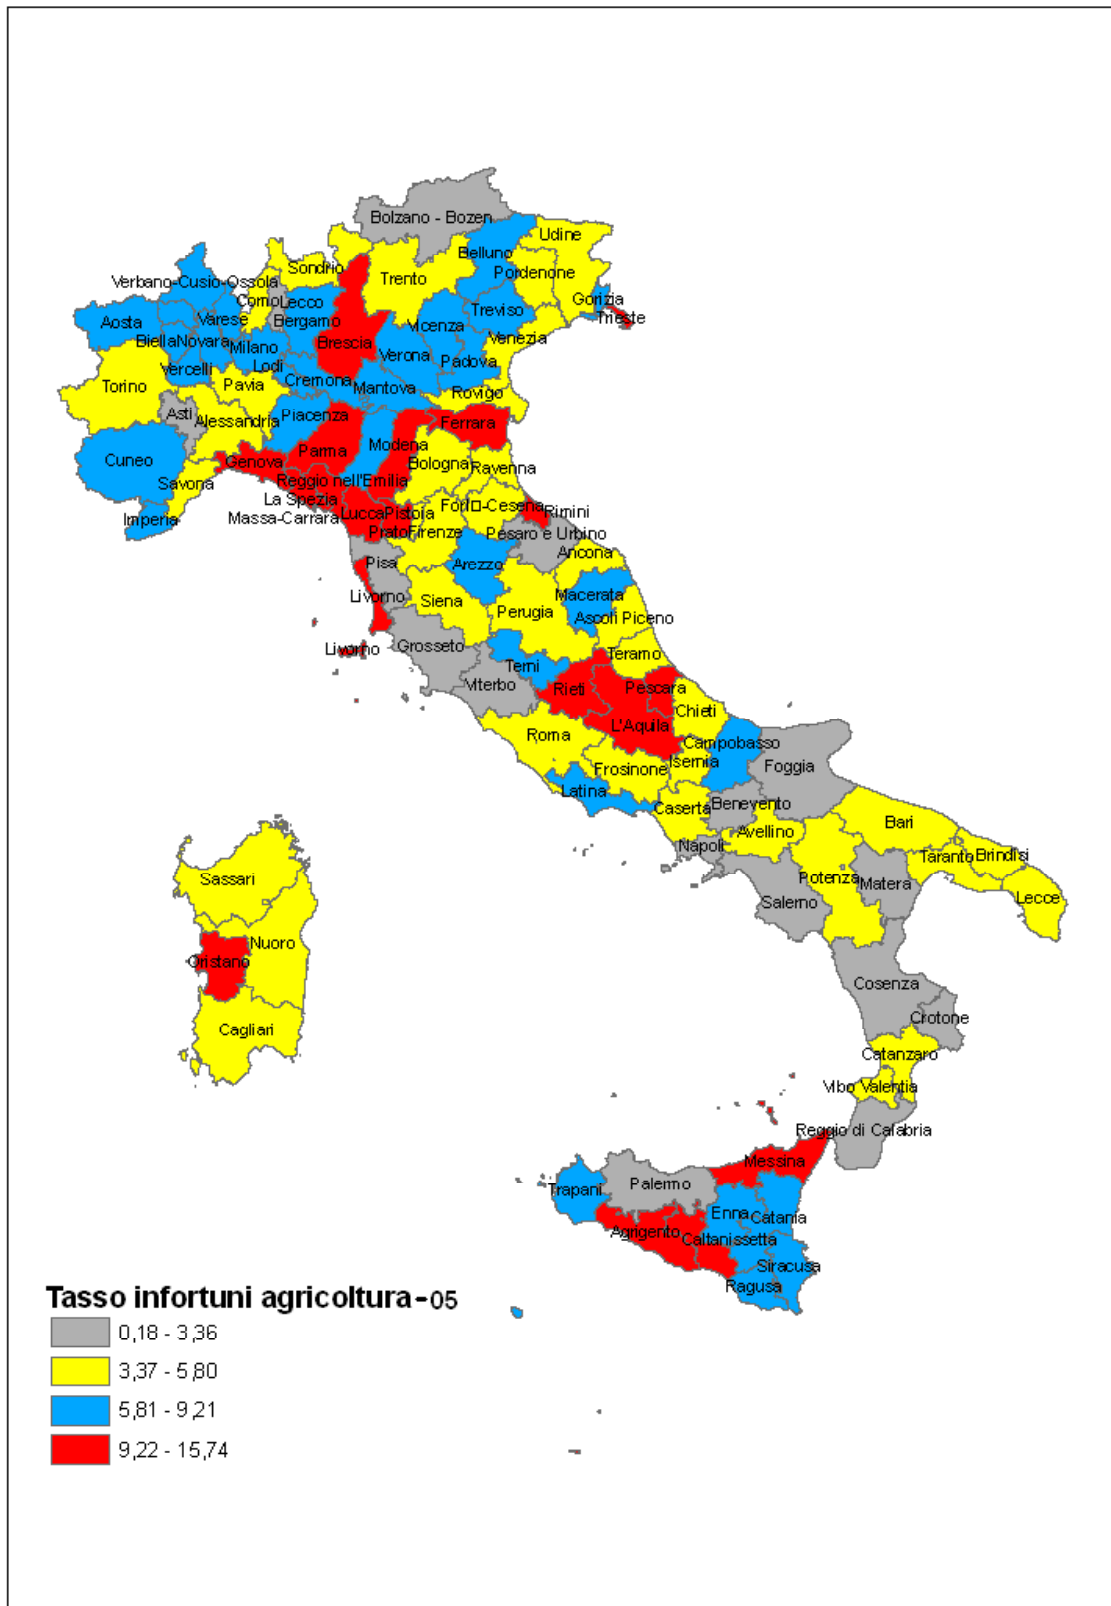 Bolzano - Bozen
Udine
Belluno
Sondrio
Trento
Pordenone
Verbano-Cusio-Ossola
Como
Lecco
Gorizia
Treviso
Aosta
Varese
Bergamo
Vicenza
Trieste
Biella
Novara
Milano
Brescia
Verona
Venezia
Padova
Vercelli
Lodi
Cremona
Mantova
Torino
Pavia
Rovigo
Asti
Alessandria
Piacenza
Ferrara
Cuneo
Genova
Parma
Modena
Bologna
Ravenna
Savona
Reggio nell'Emilia
La Spezia
Forl□-Cesena
Rimini
Imperia
Massa-Carrara
Lucca
Pistoia
Prato
Firenze
Pesaro e Urbino
Ancona
Pisa
Arezzo
Livorno
Siena
Macerata
Perugia
Ascoli Piceno
Livorno
Grosseto
Teramo
Terni
Viterbo
Rieti
Pescara
Chieti
L'Aquila
Roma
Campobasso
Isernia
Frosinone
Foggia
Latina
Caserta
Benevento
Avellino
Bari
Napoli
Taranto
Brindisi
Sassari
Potenza
Matera
Salerno
Lecce
Nuoro
Oristano
Cosenza
Crotone
Cagliari
Catanzaro
Vibo Valentia
Reggio di Calabria
Messina
Trapani
Palermo
Enna
Catania
Agrigento
Caltanissetta
Siracusa
Ragusa
Tasso infortuni agricoltura-05
0,18 - 3,36
3,37 - 5,80
5,81 - 9,21
9,22 - 15,74